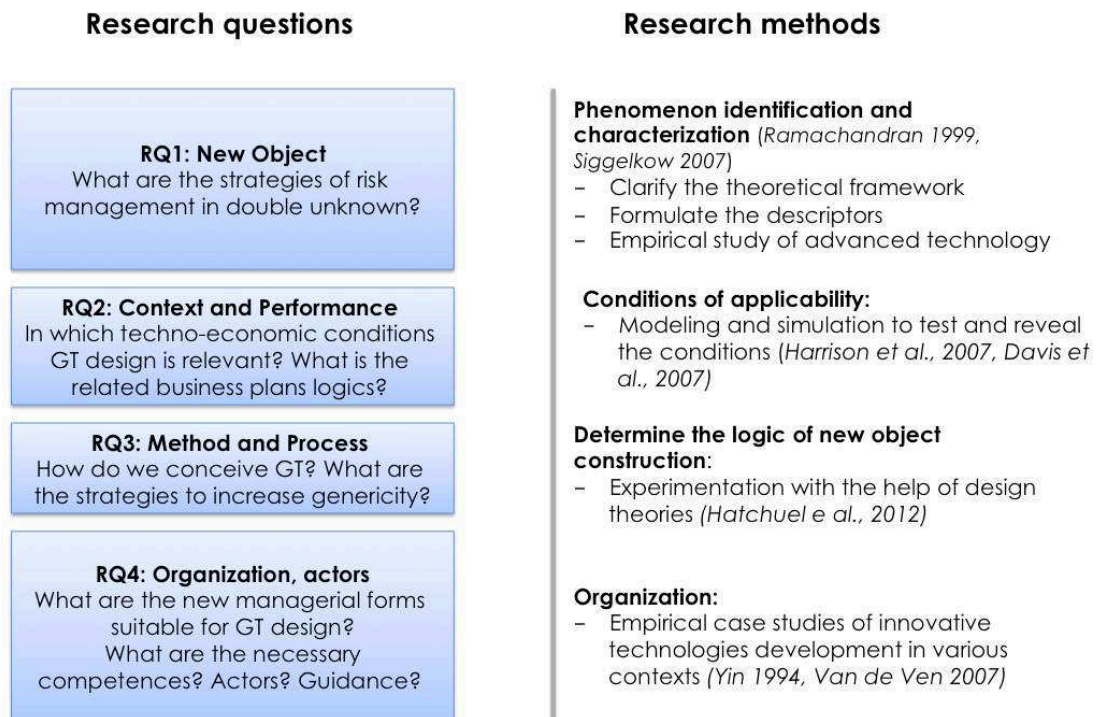 Research questions
Research methods
RQ1: New Object
What are the strategies of risk
management in double unknown?
Phenomenon identification and
characterization (Ramachandran 1999,
Siggelkow 2007)
– Clarify the theoretical framework
– Formulate the descriptors
– Empirical study of advanced technology
RQ2: Context and Performance
In which techno-economic conditions
GT design is relevant? What is the
related business plans logics?
Conditions of applicability:
– Modeling and simulation to test and reveal
the conditions (Harrison et al., 2007, Davis et
al., 2007)
RQ3: Method and Process
How do we conceive GT? What are
the strategies to increase genericity?
Determine the logic of new object
construction:
– Experimentation with the help of design
theories (Hatchuel e al., 2012)
RQ4: Organization, actors
What are the new managerial forms
suitable for GT design?
What are the necessary
competences? Actors? Guidance?
Organization:
– Empirical case studies of innovative
technologies development in various
contexts (Yin 1994, Van de Ven 2007)